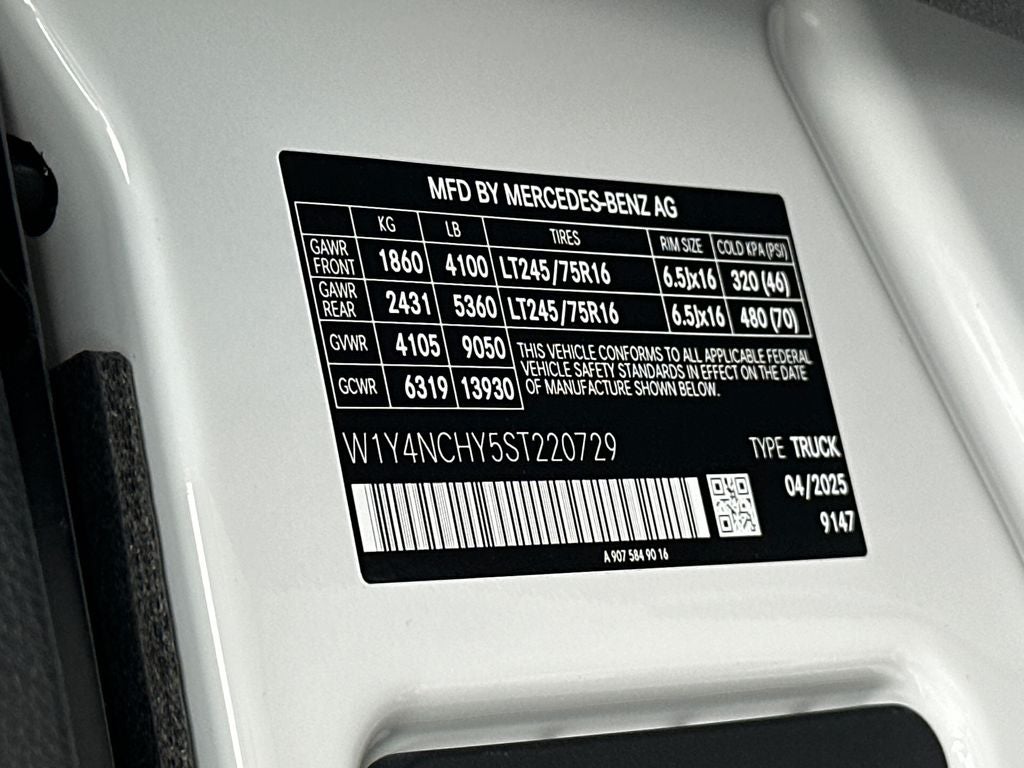 MFD BY MERCEDES-BENZ AG
KG LB TIRES RIM SIZE COLD KPA (PSI)
GAWR FRONT 1860 4100 LT245/75R16 6.5Jx16 320 (46)
GAWR REAR 2431 5360 LT245/75R16 6.5Jx16 480 (70)
GVWR 4105 9050
GCWR 6319 13930
THIS VEHICLE CONFORMS TO ALL APPLICABLE FEDERAL
VEHICLE SAFETY STANDARDS IN EFFECT ON THE DATE
OF MANUFACTURE SHOWN BELOW.
W1Y4NCHY5ST220729 TYPE TRUCK
04/2025
9147
A 907 584 90 16